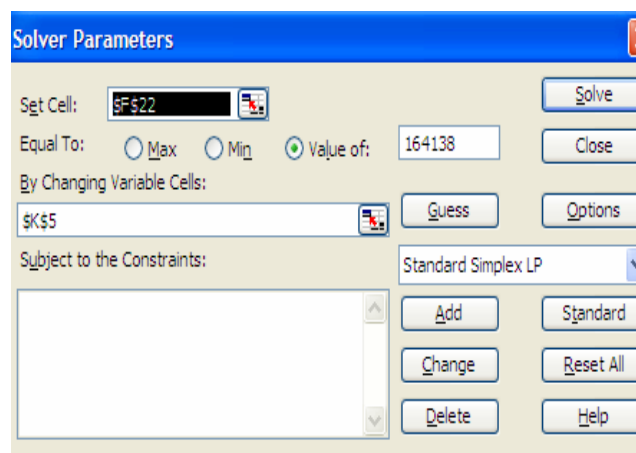 Solver Parameters
Set Cell: $F$22
Solve
Equal To: Max Min Value of: 164138
Close
By Changing Variable Cells:
$K$5
Guess
Options
Subject to the Constraints:
Standard Simplex LP
Add
Standard
Change
Reset All
Delete
Help